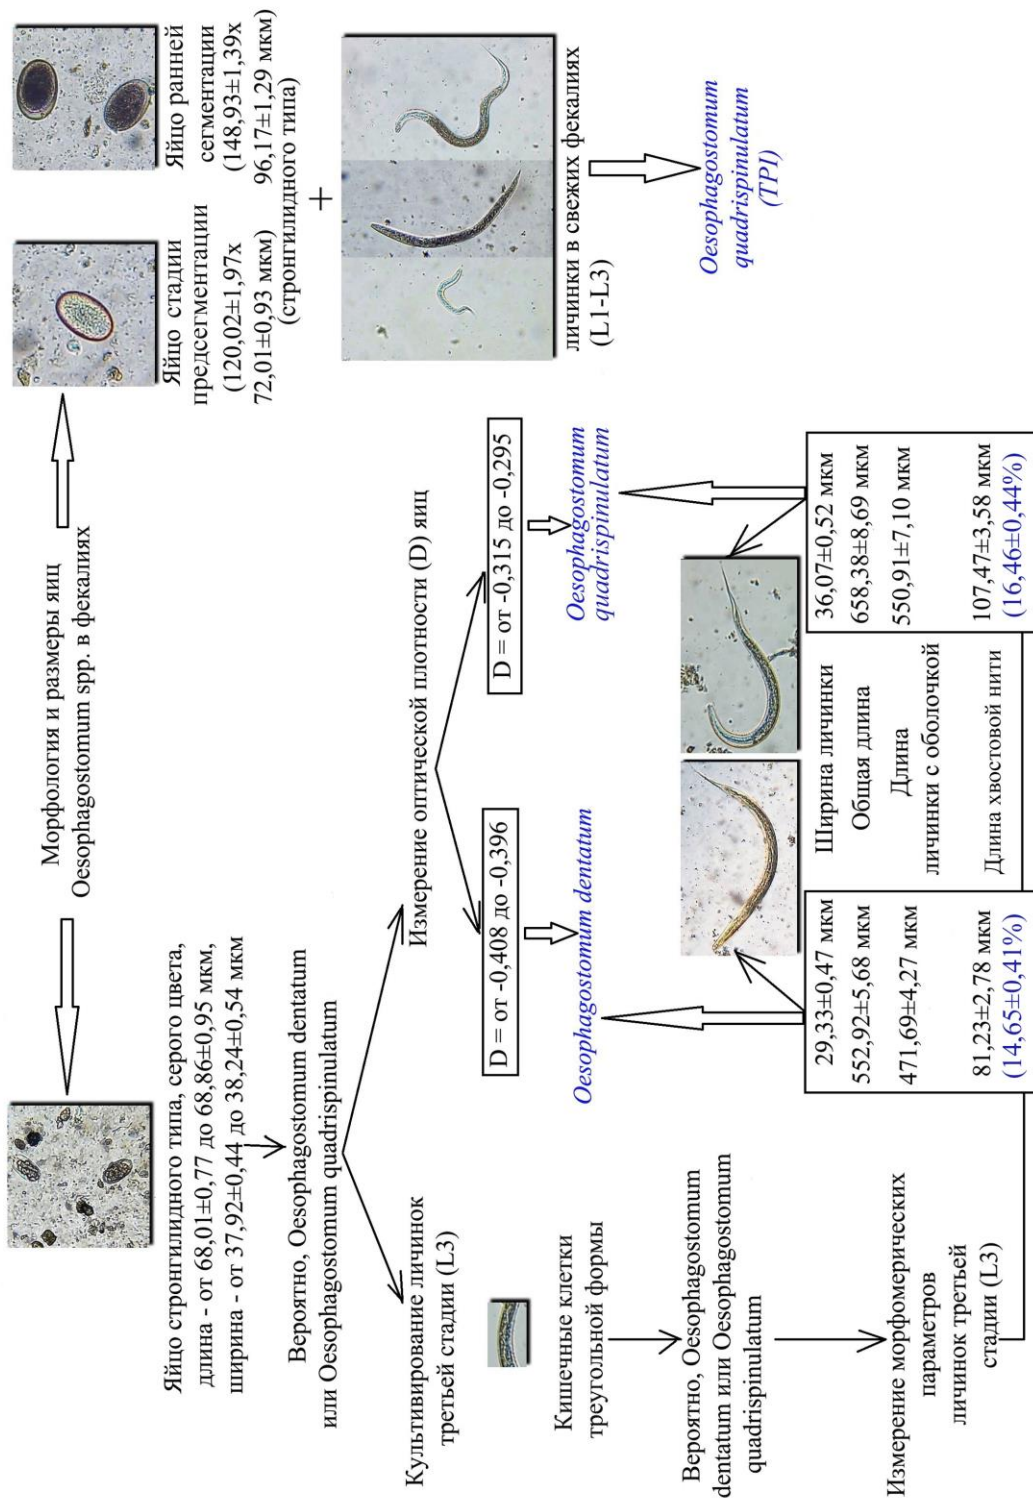 Морфология и размеры яиц
Oesophagostomum spp. в фекалиях
Яйцо стронгилидного типа, серого цвета,
длина - от 68,01±0,77 до 68,86±0,95 мкм,
ширина - от 37,92±0,44 до 38,24±0,54 мкм
Вероятно, Oesophagostomum dentatum
или Oesophagostomum quadrispinulatum
Культивирование личинок
третьей стадии (L3)
Кишечные клетки
треугольной формы
Вероятно, Oesophagostomum
dentatum или Oesophagostomum
quadrispinulatum
Измерение морфомерических
параметров
личинок третьей
стадии (L3)
Измерение оптической плотности (D) яиц
D = от -0,408 до -0,396
Oesophagostomum dentatum
D = от -0,315 до -0,295
Oesophagostomum
quadrispinulatum
29,33±0,47 мкм
552,92±5,68 мкм
471,69±4,27 мкм
81,23±2,78 мкм
(14,65±0,41%)
Ширина личинки
Общая длина
Длина
личинки с оболочкой
Длина хвостовой нити
36,07±0,52 мкм
658,38±8,69 мкм
550,91±7,10 мкм
107,47±3,58 мкм
(16,46±0,44%)
Яйцо стадии
предсегментации
(120,02±1,97х
72,01±0,93 мкм)
Яйцо ранней
сегментации
(148,93±1,39х
96,17±1,29 мкм)
(стронгилидного типа)
+
личинки в свежих фекалиях
(L1-L3)
Oesophagostomum
quadrispinulatum
(TPI)